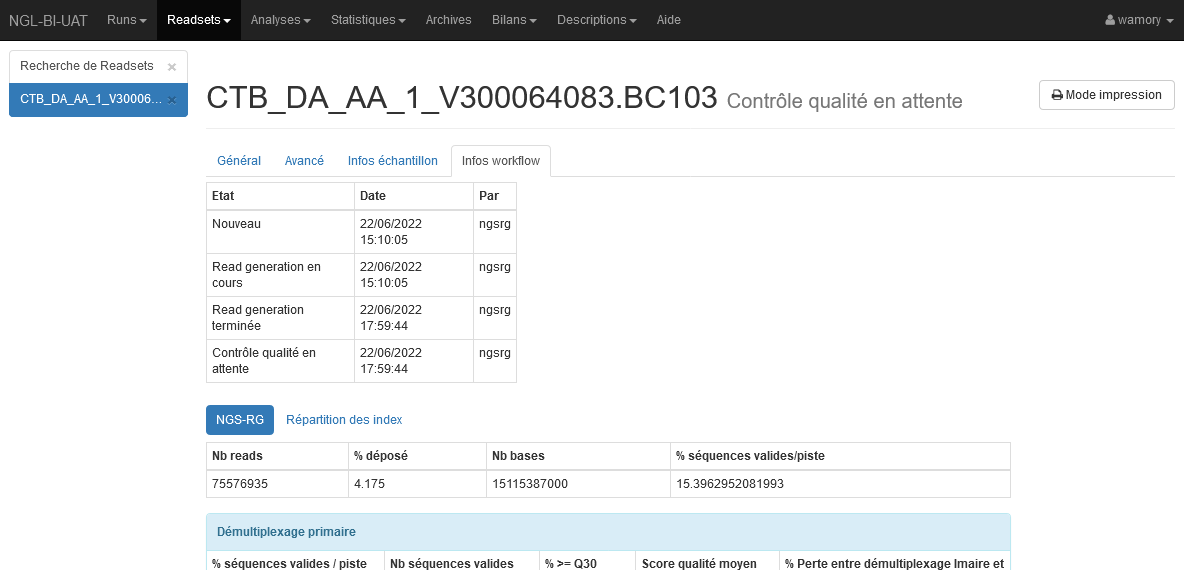 NGL-BI-UAT Runs Readsets Analyses Statistiques Archives Bilans Descriptions Aide wamory
Recherche de Readsets ×
CTB_DA_AA_1_V30006... ×
CTB_DA_AA_1_V300064083.BC103 Contrôle qualité en attente
Mode impression
Général Avancé Infos échantillon Infos workflow
Etat Date Par
Nouveau 22/06/2022 ngsrg
15:10:05
Read generation en 22/06/2022 ngsrg
cours 15:10:05
Read generation 22/06/2022 ngsrg
terminée 17:59:44
Contrôle qualité en 22/06/2022 ngsrg
attente 17:59:44
NGS-RG Répartition des index
Nb reads % déposé Nb bases % séquences valides/piste
75576935 4.175 15115387000 15.3962952081993
Démultiplexage primaire
% séquences valides / piste Nb séquences valides % >= Q30 Score qualité moyen % Perte entre démultiplexage Imaire et